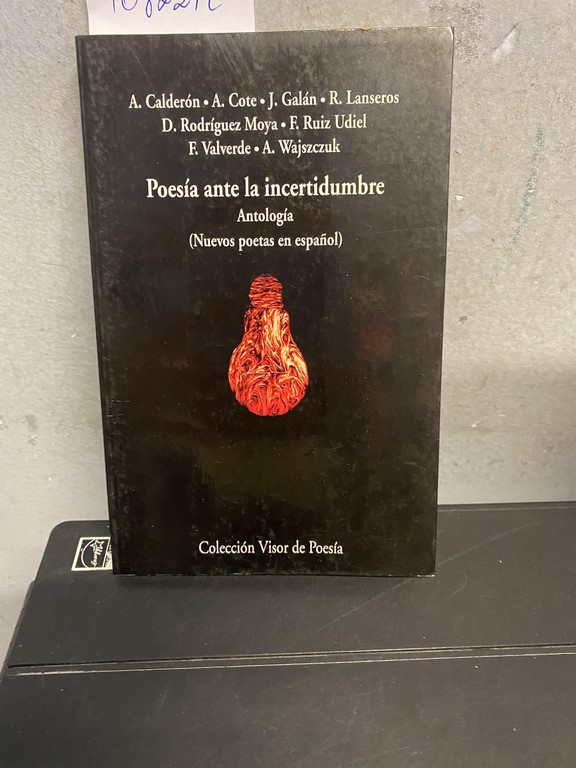 A. Calderón • A. Cote • J. Galán • R. Lanseros
D. Rodríguez Moya • F. Ruiz Udiel
F. Valverde • A. Wajszczuk
Poesía ante la incertidumbre
Antología
(Nuevos poetas en español)
Colección Visor de Poesía